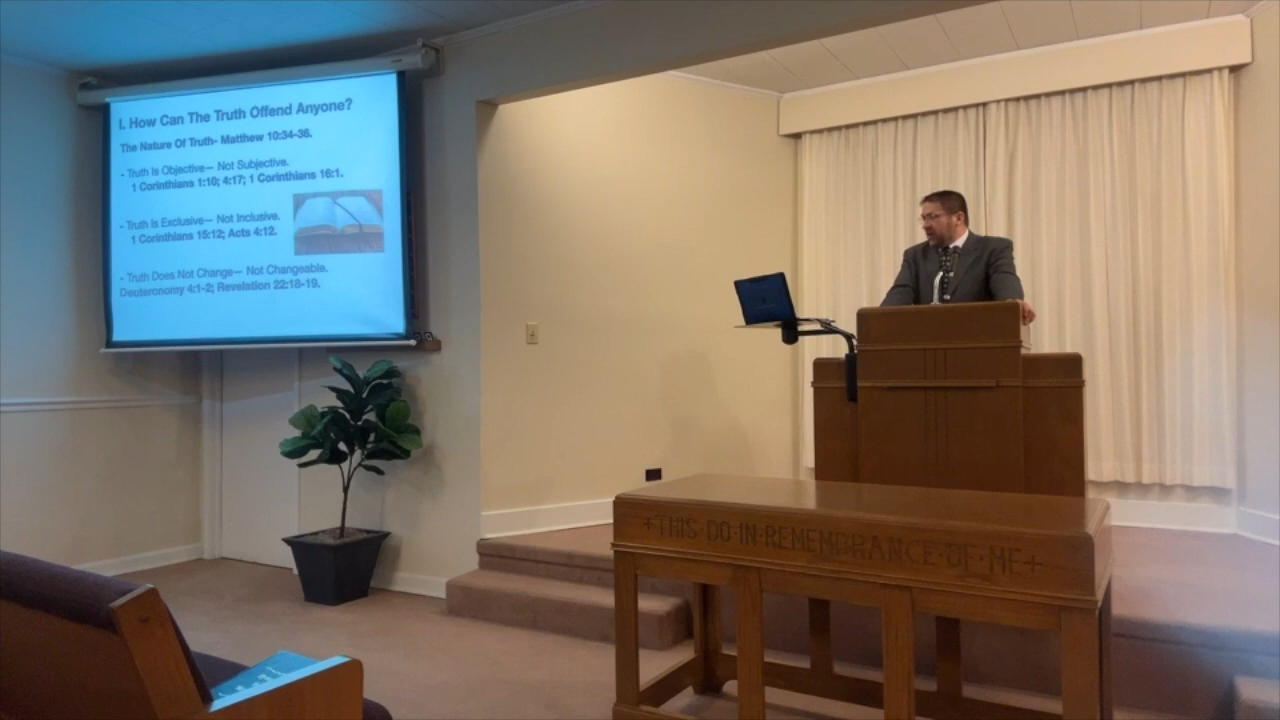 I. How Can The Truth Offend Anyone?
The Nature Of Truth- Matthew 10:34-36.
- Truth Is Objective— Not Subjective.
1 Corinthians 1:10; 4:17; 1 Corinthians 16:1.
- Truth Is Exclusive— Not Inclusive.
1 Corinthians 15:12; Acts 4:12.
- Truth Does Not Change— Not Changeable.
Deuteronomy 4:1-2; Revelation 22:18-19.
+THIS·DO·IN·REMEMBRANCE·OF·ME+